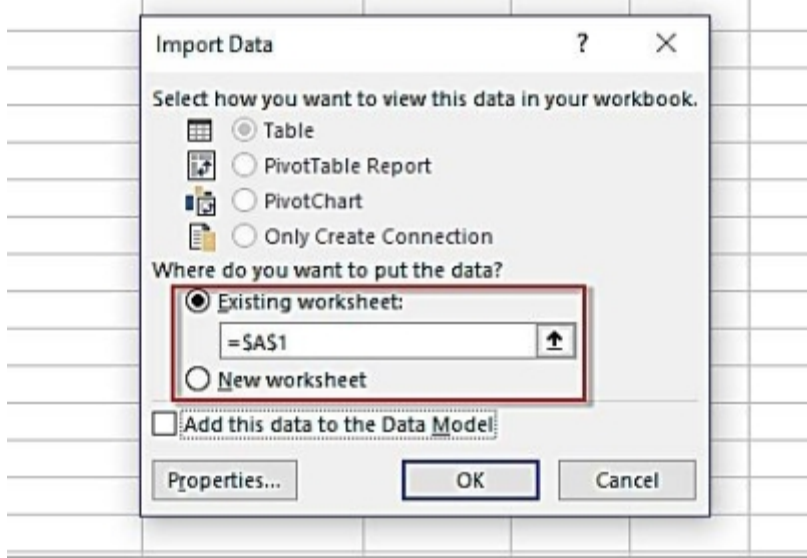 Import Data ? ×
Select how you want to view this data in your workbook.
Table
PivotTable Report
PivotChart
Only Create Connection
Where do you want to put the data?
Existing worksheet:
=$A$1
New worksheet
Add this data to the Data Model
Properties... OK Cancel